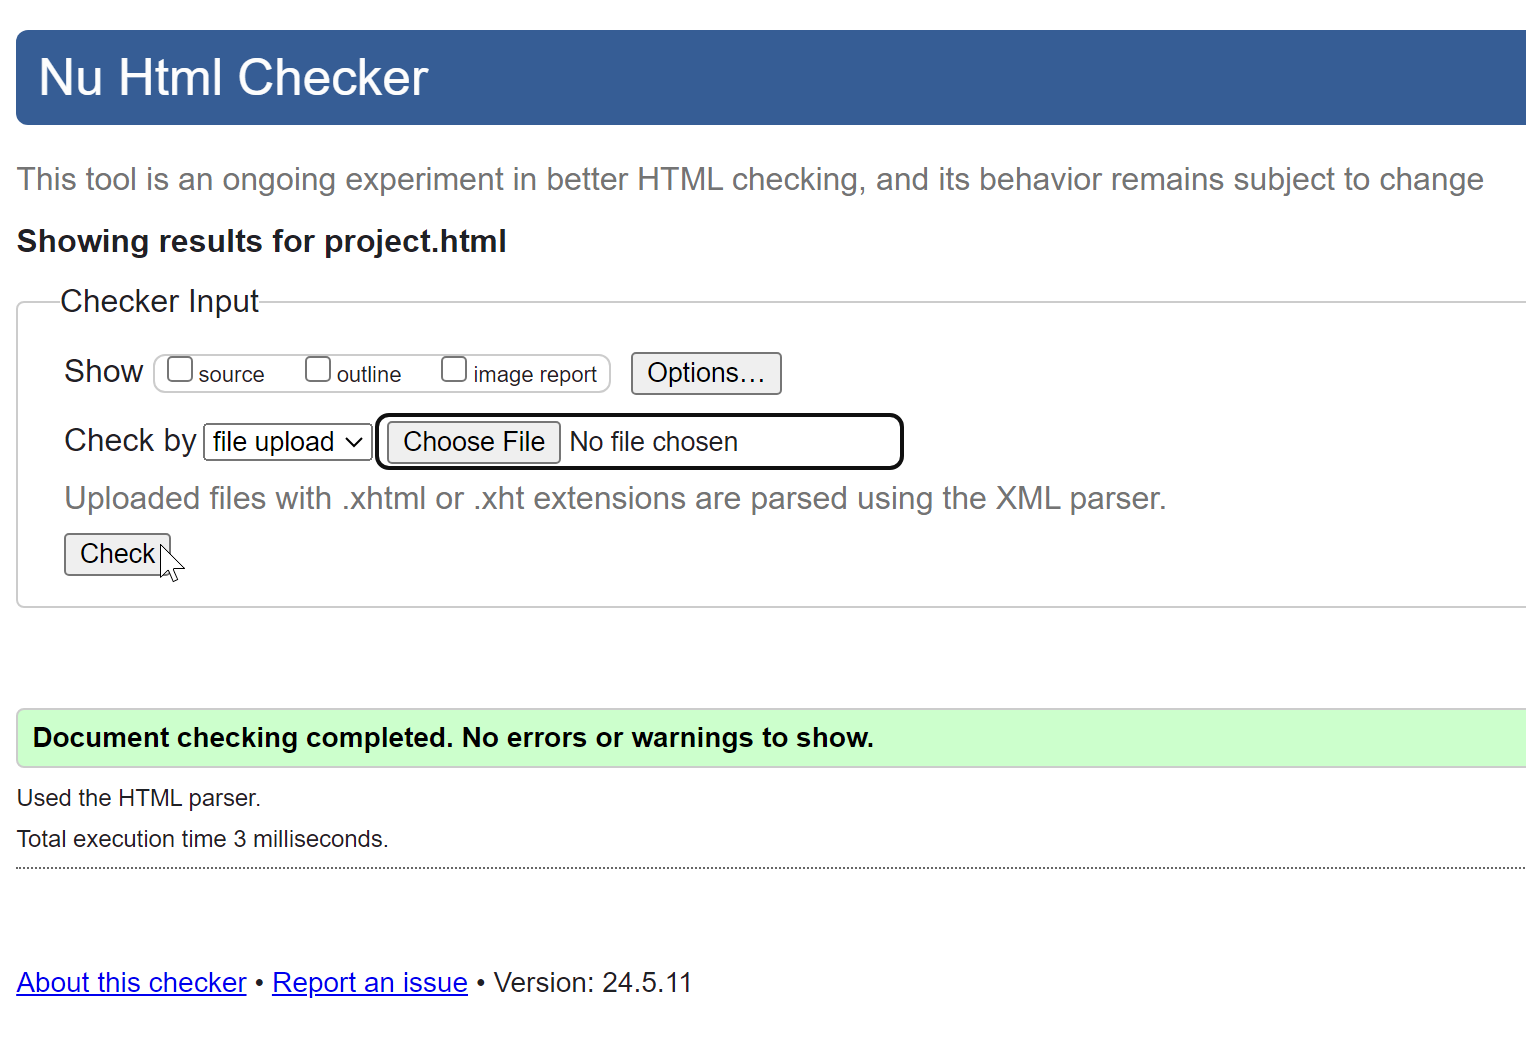 Nu Html Checker
This tool is an ongoing experiment in better HTML checking, and its behavior remains subject to change
Showing results for project.html
Checker Input
Show source outline image report Options…
Check by file upload Choose File No file chosen
Uploaded files with .xhtml or .xht extensions are parsed using the XML parser.
Check
Document checking completed. No errors or warnings to show.
Used the HTML parser.
Total execution time 3 milliseconds.
About this checker • Report an issue • Version: 24.5.11